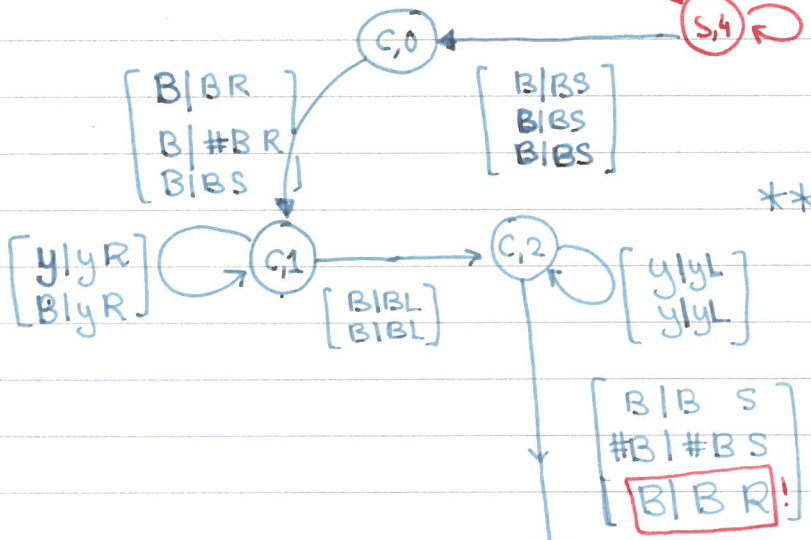 S,4
C,0
B|BR
B|#BR
B|BS
B|BS
B|BS
B|BS
**
y|yR
B|yR
C,1
C,2
B|BL
B|BL
y|yL
y|yL
B|B S
#B|#B S
B|B R !